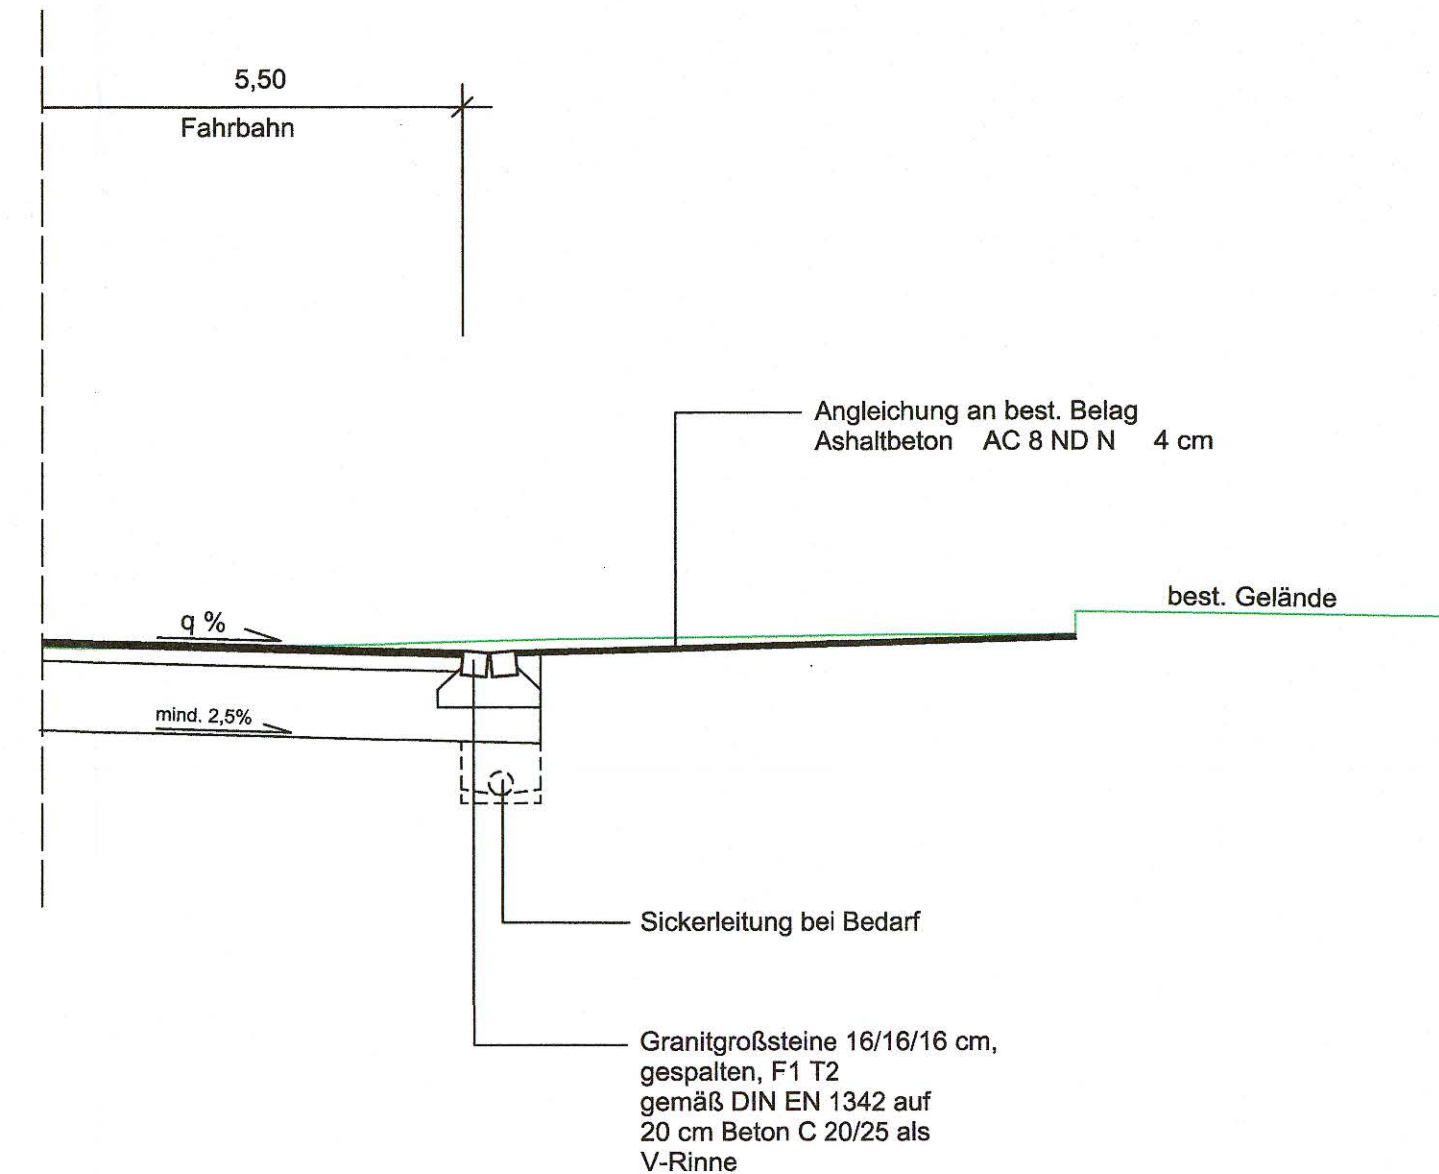 5,50
Fahrbahn
Angleichung an best. Belag
Ashaltbeton AC 8 ND N 4 cm
best. Gelände
q %
mind. 2,5%
Sickerleitung bei Bedarf
Granitgroßsteine 16/16/16 cm,
gespalten, F1 T2
gemäß DIN EN 1342 auf
20 cm Beton C 20/25 als
V-Rinne